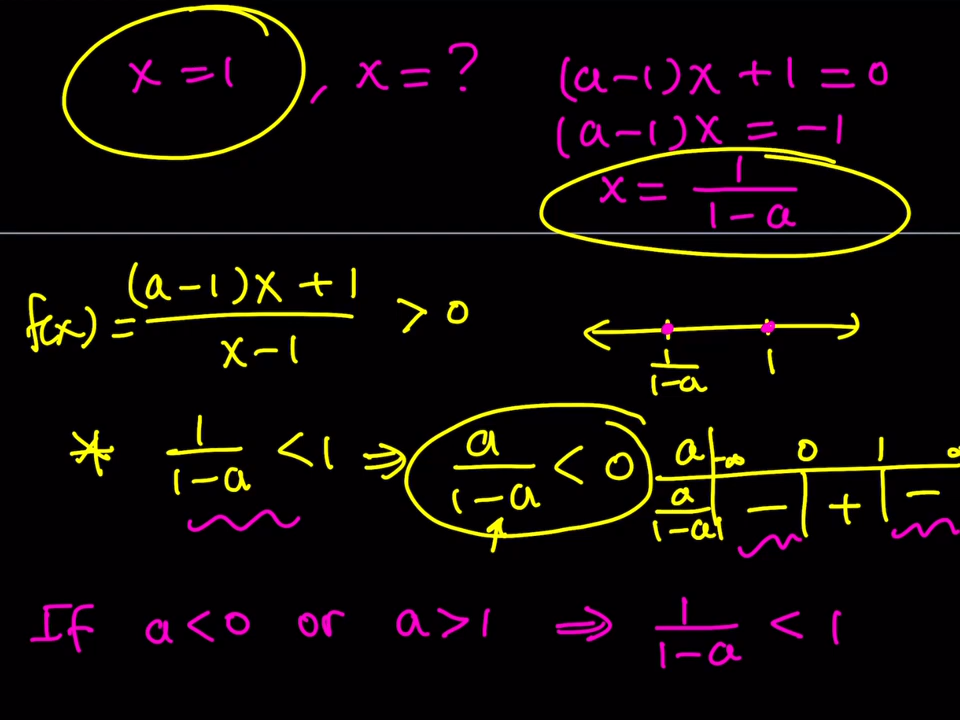 x = 1 , x = ? (a-1)x + 1 = 0
(a-1)x = -1
x = 1/(1-a)
f(x) = ((a-1)x + 1)/(x-1) > 0
1/(1-a) 1
* 1/(1-a) < 1 ⇒ a/(1-a) < 0
a -∞ 0 1 ∞
a/(1-a) - + -
If a < 0 or a > 1 ⇒ 1/(1-a) < 1